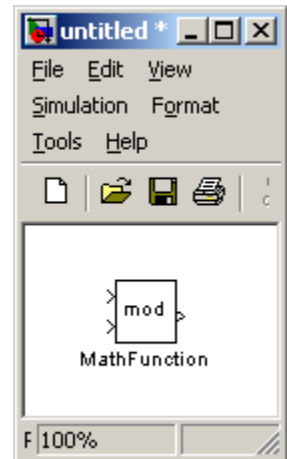 untitled *
File Edit View
Simulation Format
Tools Help
mod
MathFunction
F 100%